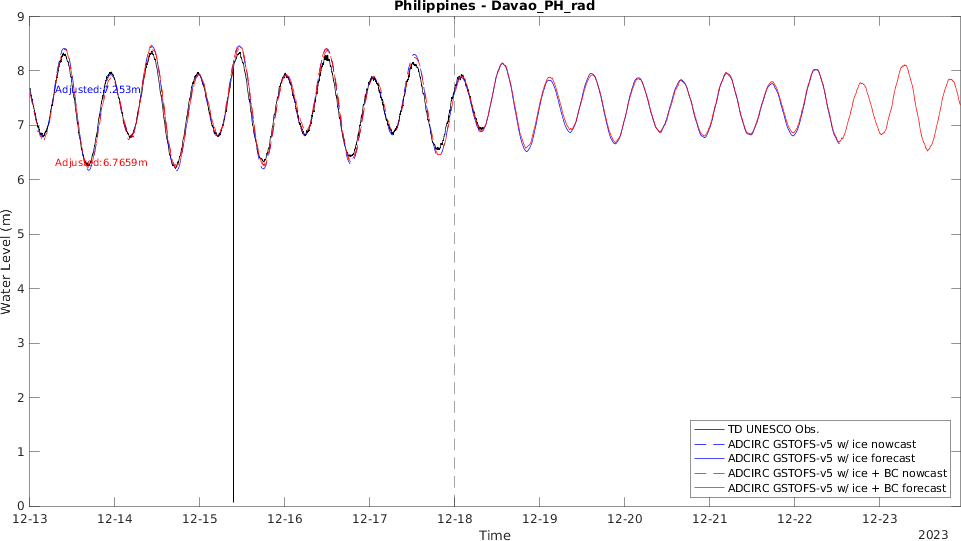 Philippines - Davao_PH_rad
9
8
7
6
5
4
3
2
1
0
Water Level (m)
Adjusted:7.253m
Adjusted:6.7659m
TD UNESCO Obs.
ADCIRC GSTOFS-v5 w/ ice nowcast
ADCIRC GSTOFS-v5 w/ ice forecast
ADCIRC GSTOFS-v5 w/ ice + BC nowcast
ADCIRC GSTOFS-v5 w/ ice + BC forecast
12-13 12-14 12-15 12-16 12-17 12-18 12-19 12-20 12-21 12-22 12-23
Time
2023